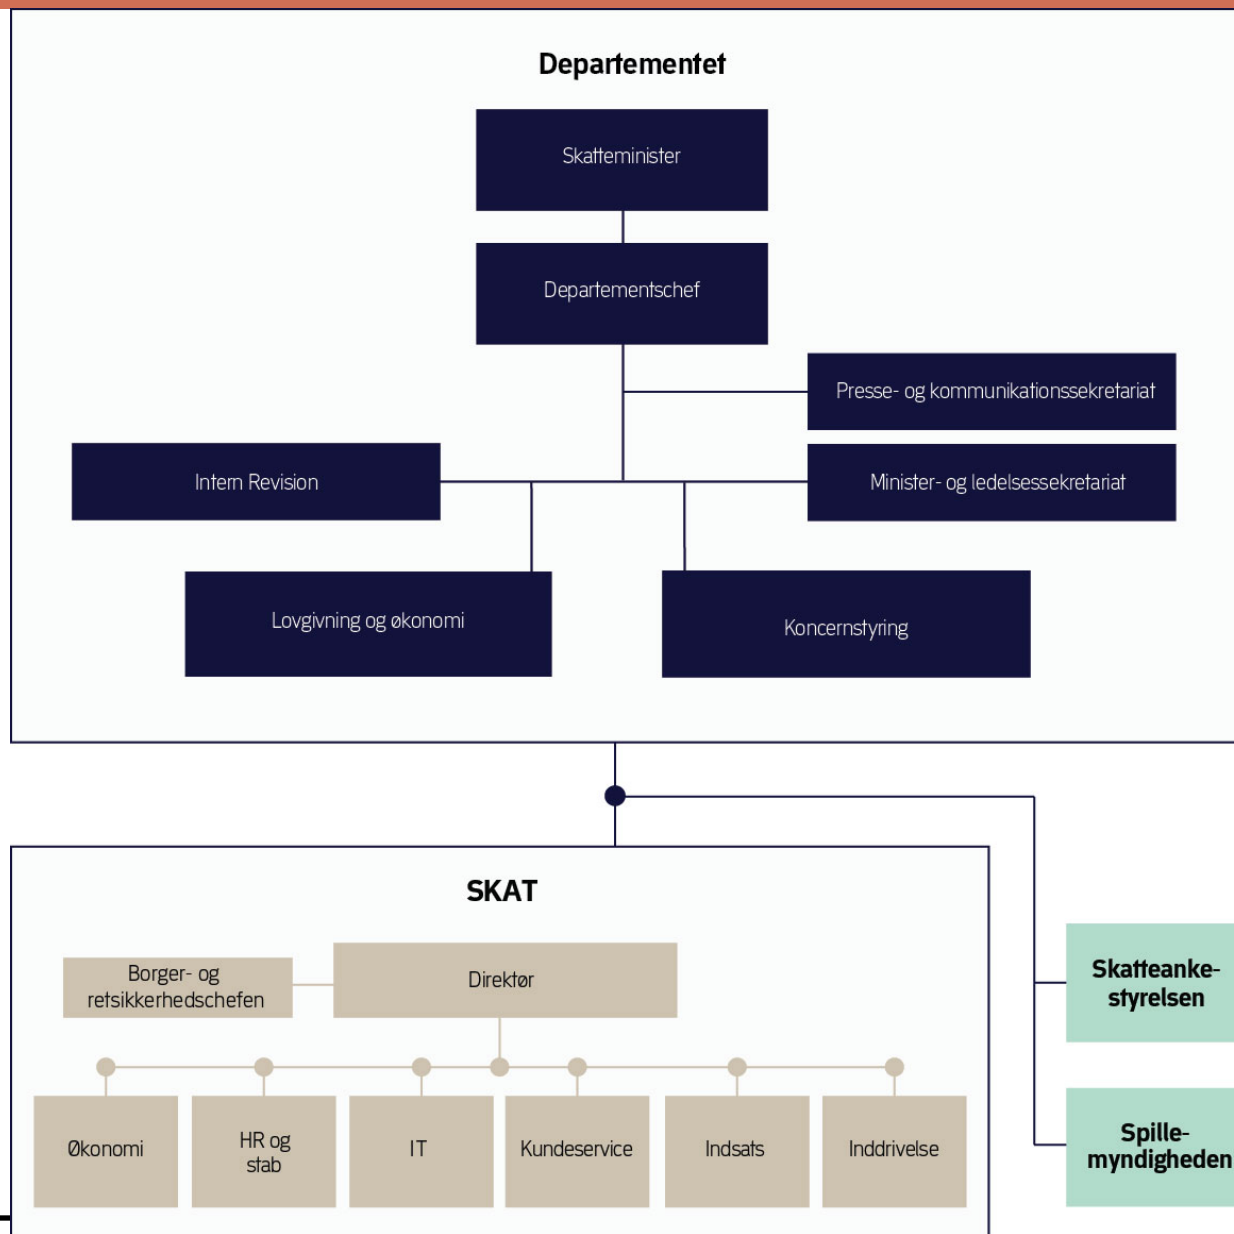 Departementet
Skatteminister
Departementschef
Presse- og kommunikationssekretariat
Intern Revision
Minister- og ledelsessekretariat
Lovgivning og økonomi
Koncernstyring
SKAT
Borger- og
retsikkerhedschefen
Direktør
Skatteanke-
styrelsen
Økonomi
HR og
stab
IT
Kundeservice
Indsats
Inddrivelse
Spille-
myndigheden